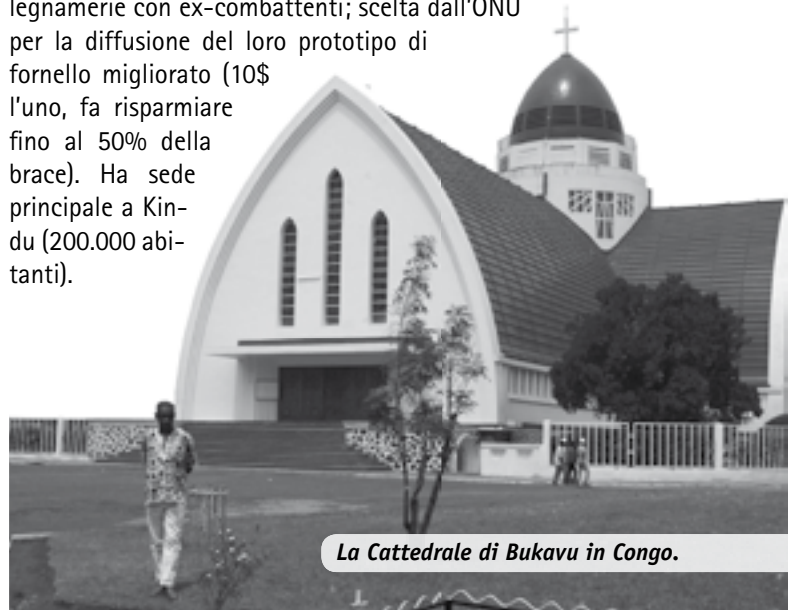 legnamerie con ex-combattenti; scelta dall'ONU
per la diffusione del loro prototipo di
fornello migliorato (10$
l'uno, fa risparmiare
fino al 50% della
brace). Ha sede
principale a Kin-
du (200.000 abi-
tanti).
La Cattedrale di Bukavu in Congo.